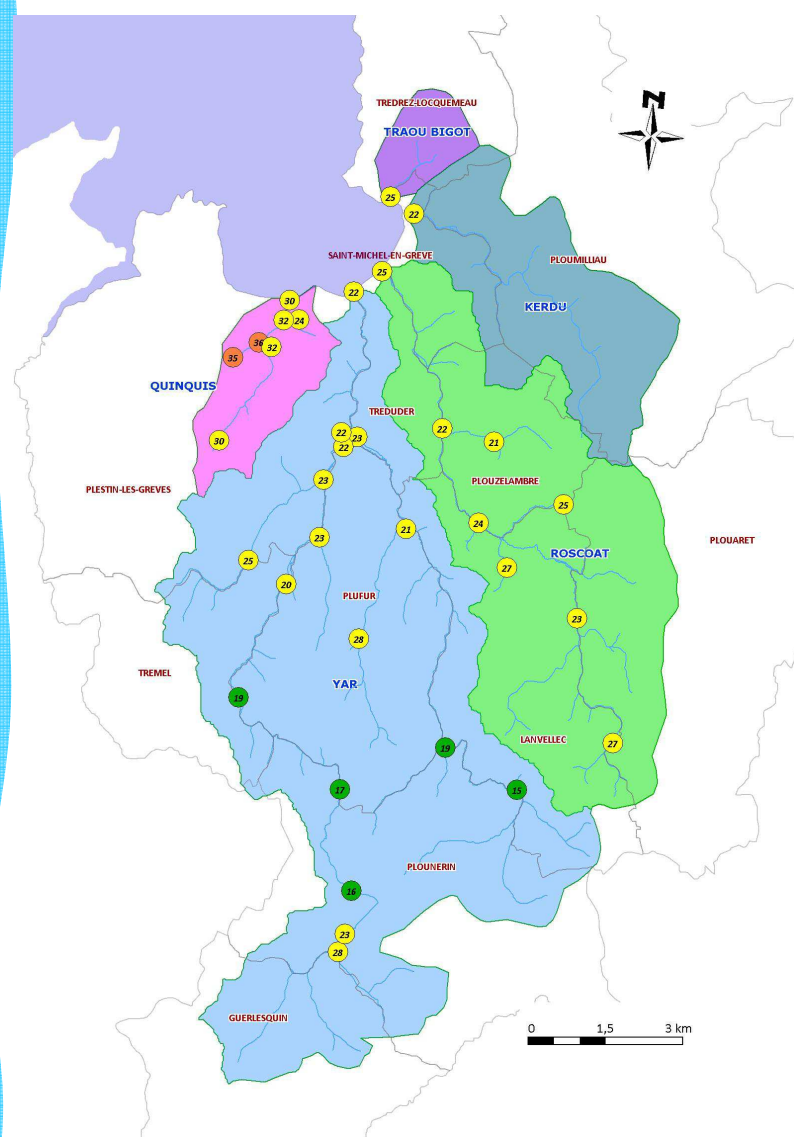 N
TREDREZ-LOCQUEMEAU
TRAOU BIGOT
25
22
SAINT-MICHEL-EN-GREVE
PLOUMILLIAU
25
22
30
KERDU
32 24
36 32
35
QUINQUIS
TREDUDER
22
22 23
22
21
30
23
PLOUZELAMBRE
PLESTIN-LES-GREVES
25
24
21
23
PLOUARET
ROSCOAT
25
27
20
PLUFUR
23
28
TREMEL
YAR
19
LANVELLEC
27
19
17
15
PLOUNERIN
16
23
28
GUERLESQUIN
0 1,5 3 km